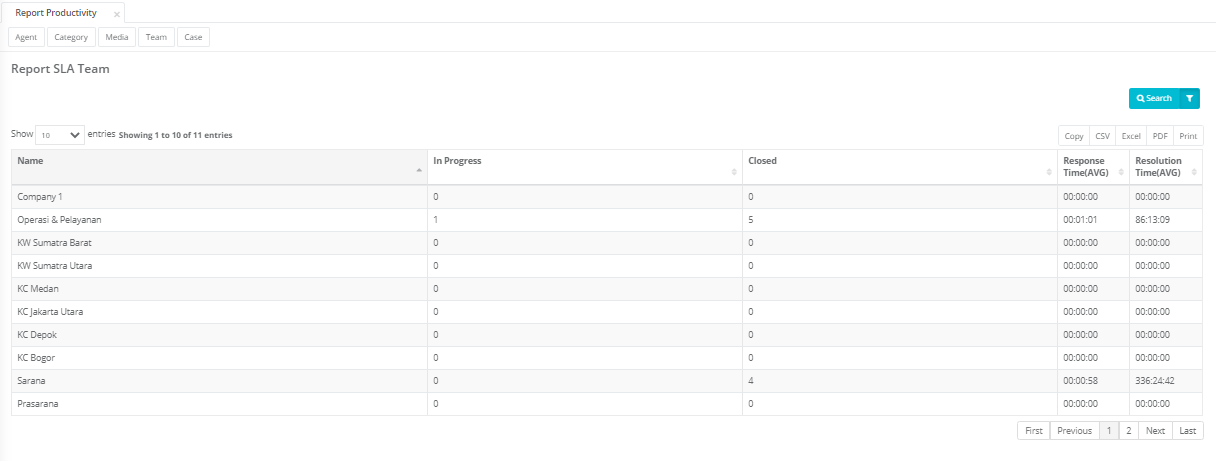 Report Productivity ×
Agent Category Media Team Case
Report SLA Team
Search
Show 10 entries Showing 1 to 10 of 11 entries
Copy CSV Excel PDF Print
Name In Progress Closed Response Time(AVG) Resolution Time(AVG)
Company 1 0 0 00:00:00 00:00:00
Operasi & Pelayanan 1 5 00:01:01 86:13:09
KW Sumatra Barat 0 0 00:00:00 00:00:00
KW Sumatra Utara 0 0 00:00:00 00:00:00
KC Medan 0 0 00:00:00 00:00:00
KC Jakarta Utara 0 0 00:00:00 00:00:00
KC Depok 0 0 00:00:00 00:00:00
KC Bogor 0 0 00:00:00 00:00:00
Sarana 0 4 00:00:58 336:24:42
Prasarana 0 0 00:00:00 00:00:00
First Previous 1 2 Next Last